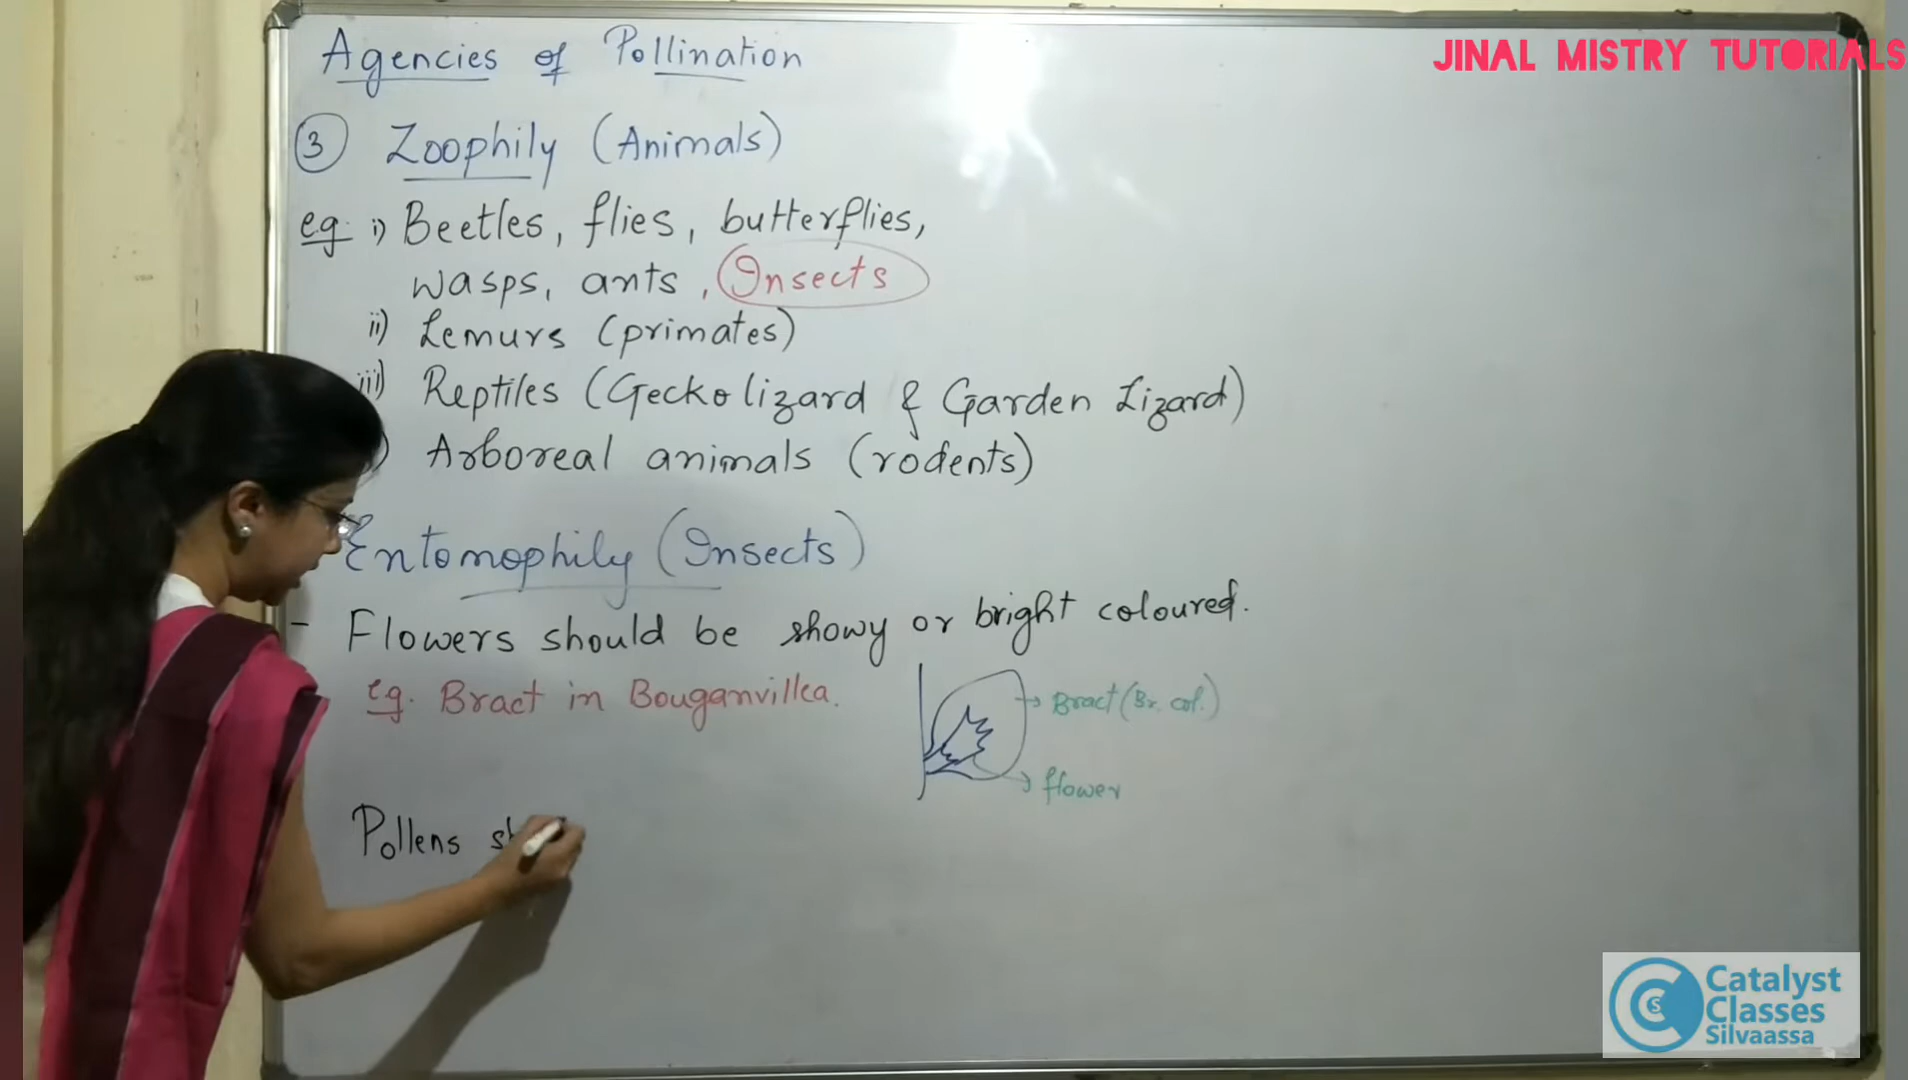 Agencies of Pollination
JINAL MISTRY TUTORIALS
3 Zoophily (Animals)
eg. i) Beetles, flies, butterflies,
wasps, ants, Insects
ii) Lemurs (primates)
iii) Reptiles (Gecko lizard & Garden Lizard)
) Arboreal animals (rodents)
Entomophily (Insects)
- Flowers should be showy or bright coloured.
eg. Bract in Bouganvillea.
Bract (Br. col.)
flower
Pollens sh
Catalyst
Classes
Silvaassa
CS